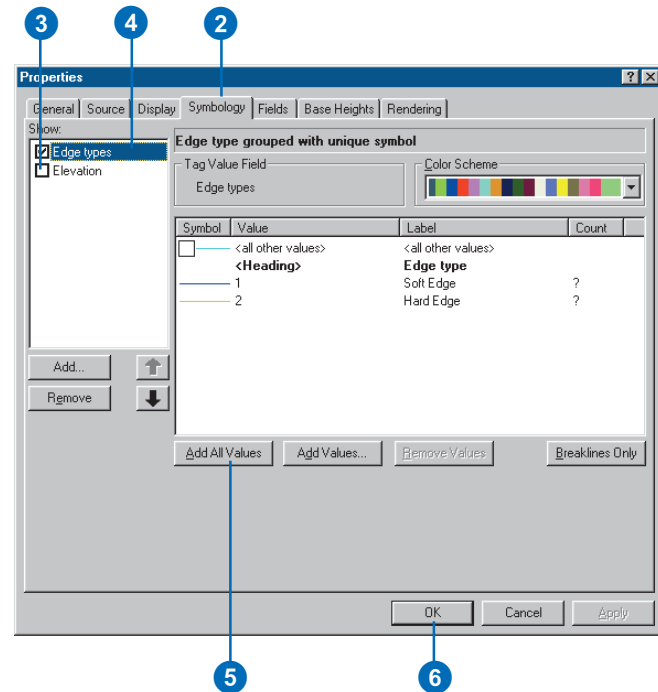 3 4 2
Properties
General Source Display Symbology Fields Base Heights Rendering
Show:
Edge types
Elevation
Edge type grouped with unique symbol
Tag Value Field
Edge types
Color Scheme
Symbol Value Label Count
<all other values> <all other values>
<Heading> Edge type
1 Soft Edge ?
2 Hard Edge ?
Add...
Remove
Add All Values Add Values... Remove Values Breaklines Only
OK Cancel Apply
5 6